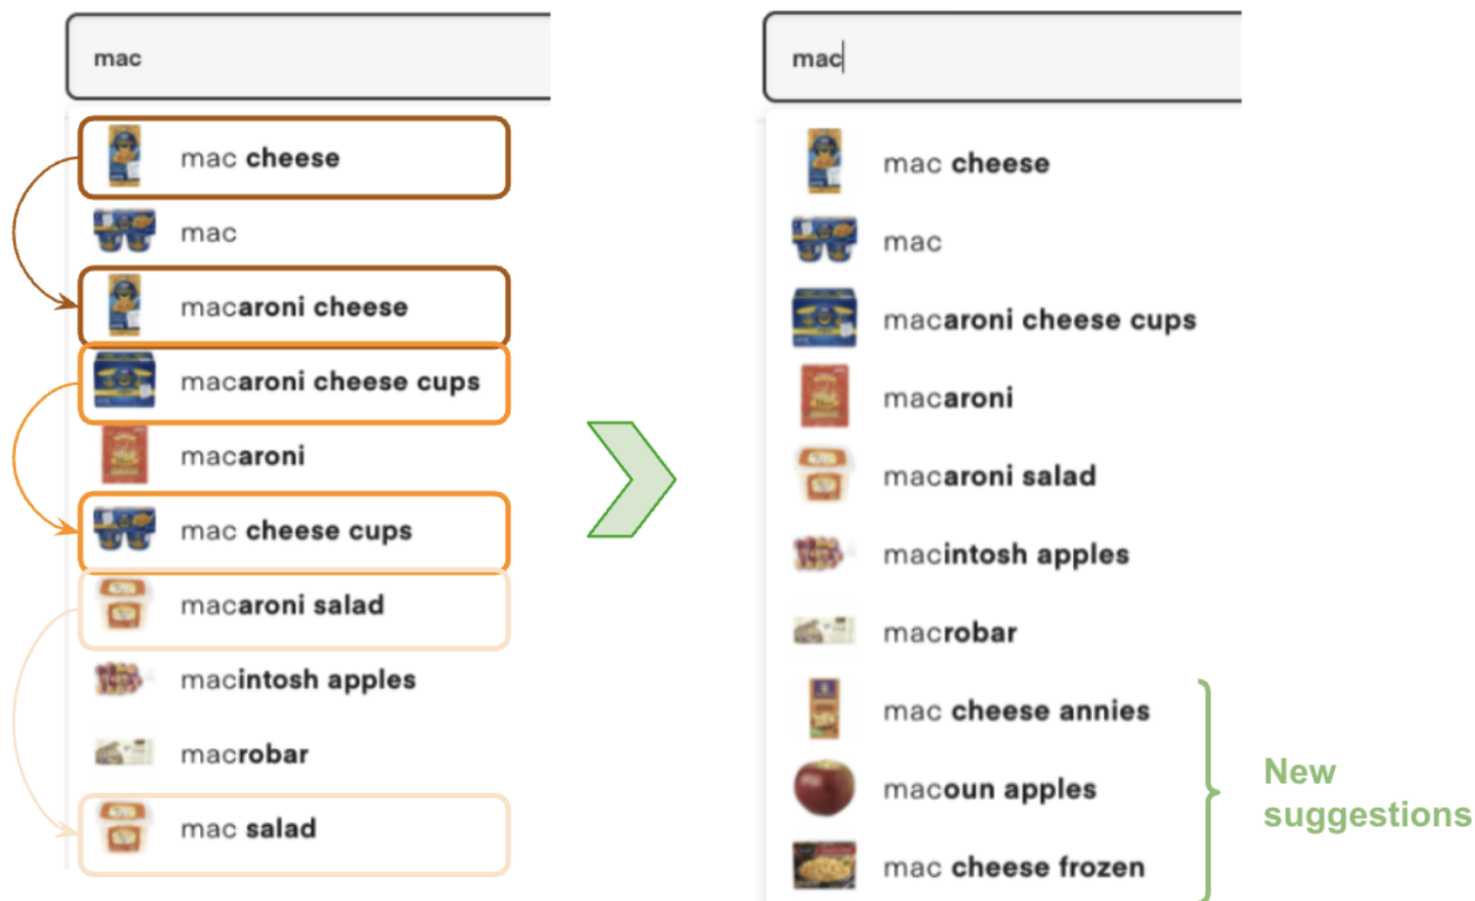 mac
mac cheese
mac
macaroni cheese
macaroni cheese cups
macaroni
mac cheese cups
macaroni salad
macintosh apples
macrobar
mac salad
mac
mac cheese
mac
macaroni cheese cups
macaroni
macaroni salad
macintosh apples
macrobar
mac cheese annies
macoun apples
mac cheese frozen
New
suggestions